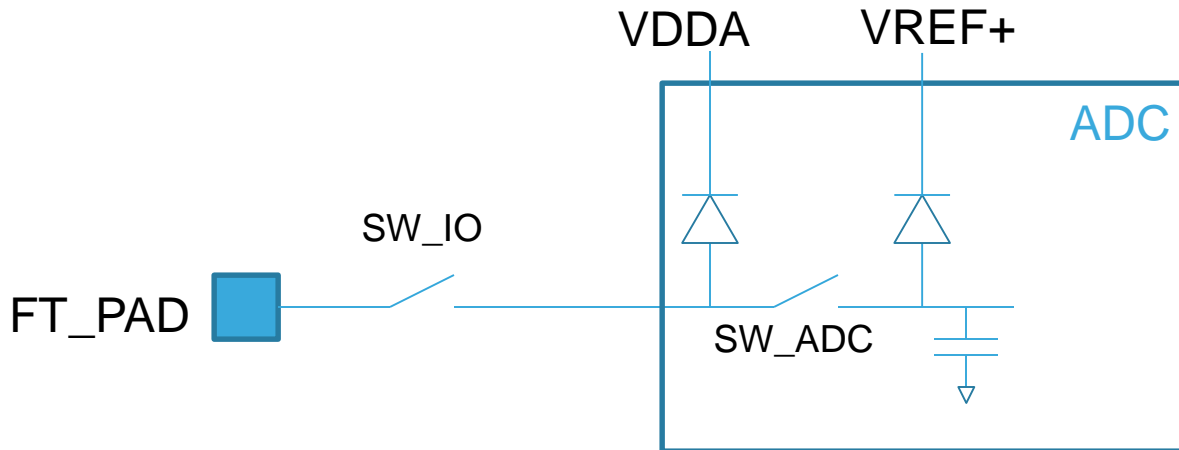 VDDA
VREF+
ADC
SW_IO
FT_PAD
SW_ADC